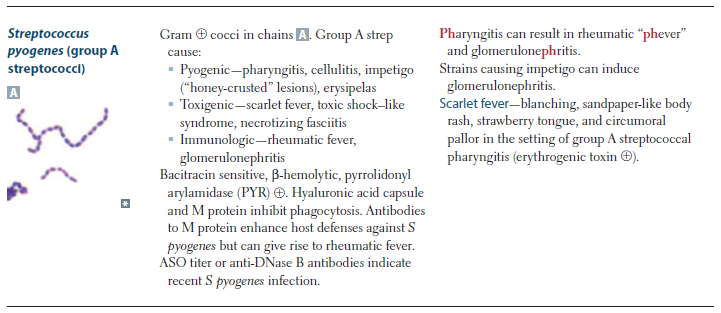 Streptococcus
pyogenes (group A
streptococci)
A
*
Gram ⊕ cocci in chains A. Group A strep
cause:
▪ Pyogenic—pharyngitis, cellulitis, impetigo
(“honey-crusted” lesions), erysipelas
▪ Toxigenic—scarlet fever, toxic shock–like
syndrome, necrotizing fasciitis
▪ Immunologic—rheumatic fever,
glomerulonephritis
Bacitracin sensitive, β-hemolytic, pyrrolidonyl
arylamidase (PYR) ⊕. Hyaluronic acid capsule
and M protein inhibit phagocytosis. Antibodies
to M protein enhance host defenses against S
pyogenes but can give rise to rheumatic fever.
ASO titer or anti-DNase B antibodies indicate
recent S pyogenes infection.
Pharyngitis can result in rheumatic “phever”
and glomerulonephritis.
Strains causing impetigo can induce
glomerulonephritis.
Scarlet fever—blanching, sandpaper-like body
rash, strawberry tongue, and circumoral
pallor in the setting of group A streptococcal
pharyngitis (erythrogenic toxin ⊕).